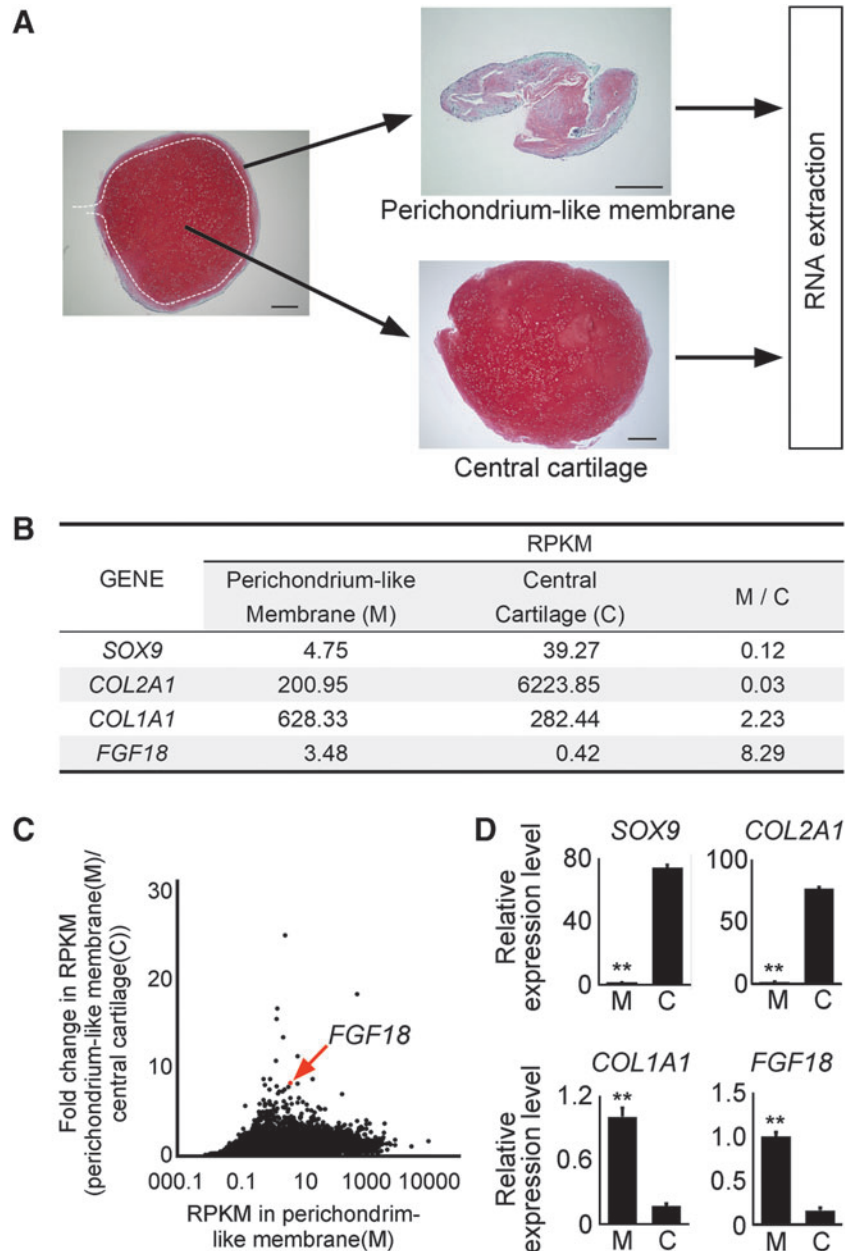 A
Perichondrium-like membrane
Central cartilage
RNA extraction
B
GENE
RPKM
Perichondrium-like Membrane (M)
Central Cartilage (C)
M / C
SOX9 4.75 39.27 0.12
COL2A1 200.95 6223.85 0.03
COL1A1 628.33 282.44 2.23
FGF18 3.48 0.42 8.29
C
Fold change in RPKM
(perichondrium-like membrane(M)/
central cartilage(C))
30
20
10
0
FGF18
000.1 0.1 10 1000 10000
RPKM in perichondrim-
like membrane(M)
D
SOX9
Relative
expression level
80
40
0
**
M C
COL2A1
100
50
0
**
M C
COL1A1
Relative
expression level
1.2
0.6
0
**
M C
FGF18
1.5
1.0
0.5
0
**
M C